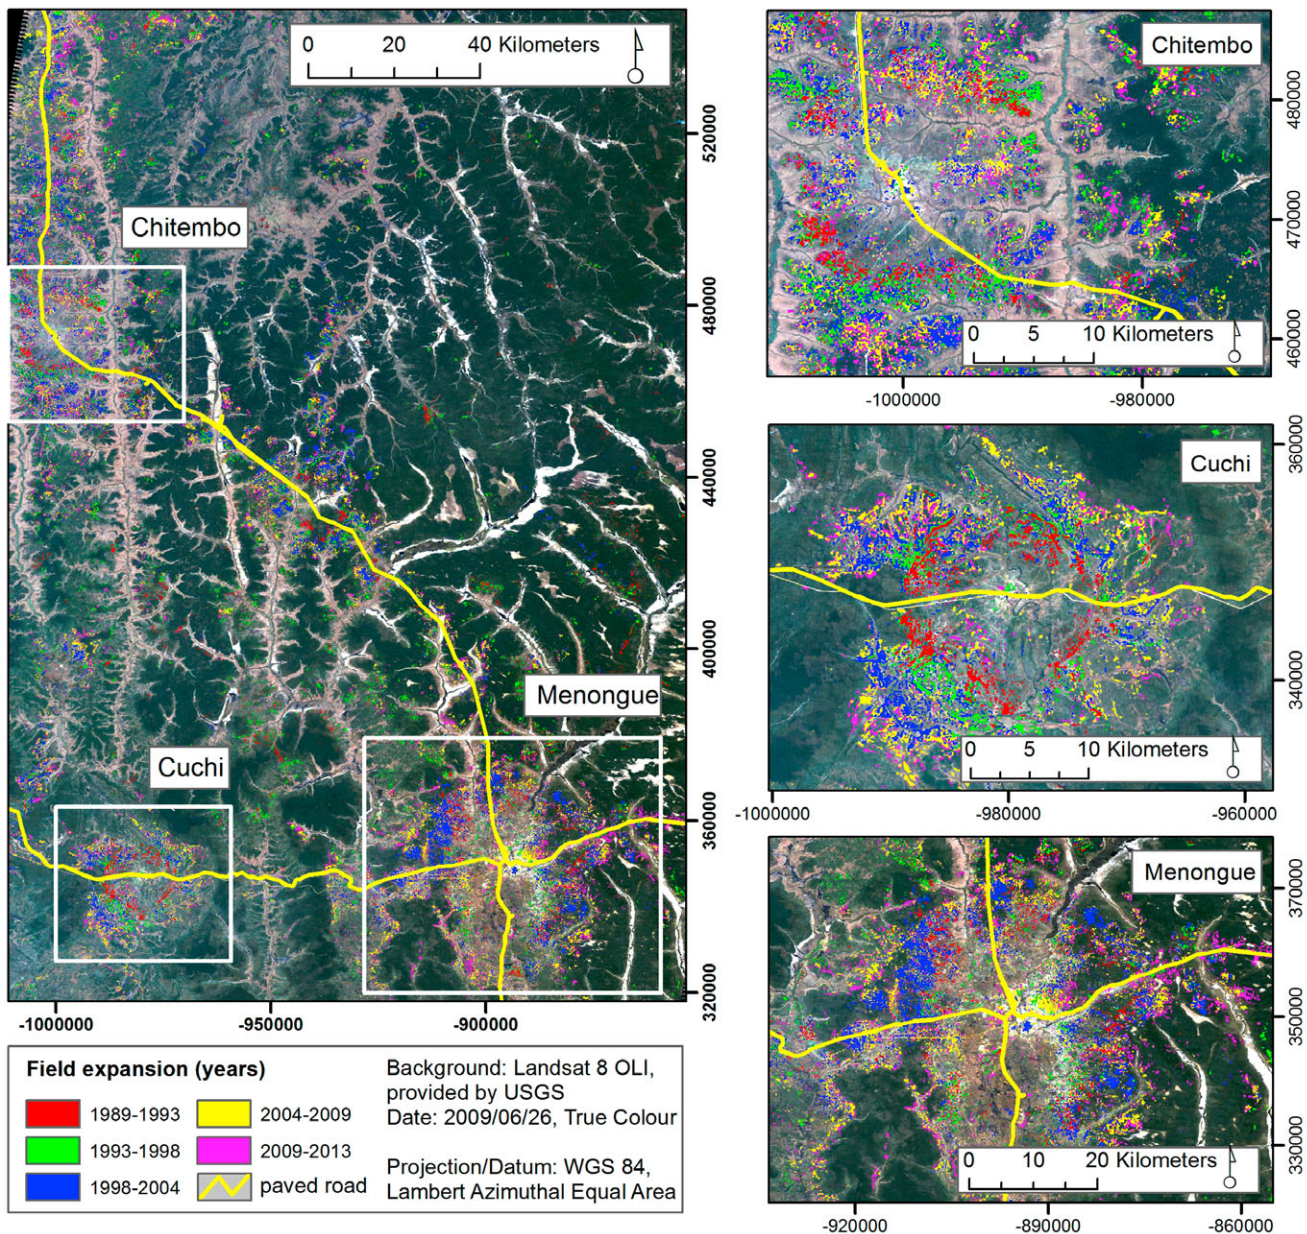 0 20 40 Kilometers
Chitembo
Cuchi
Menongue
520000
480000
440000
400000
360000
320000
-1000000 -950000 -900000
Chitembo
0 5 10 Kilometers
480000
470000
460000
-1000000 -980000
Cuchi
0 5 10 Kilometers
360000
340000
-1000000 -980000 -960000
Menongue
0 10 20 Kilometers
370000
350000
330000
-920000 -890000 -860000
Field expansion (years)
1989-1993 2004-2009
1993-1998 2009-2013
1998-2004 paved road
Background: Landsat 8 OLI,
provided by USGS
Date: 2009/06/26, True Colour
Projection/Datum: WGS 84,
Lambert Azimuthal Equal Area